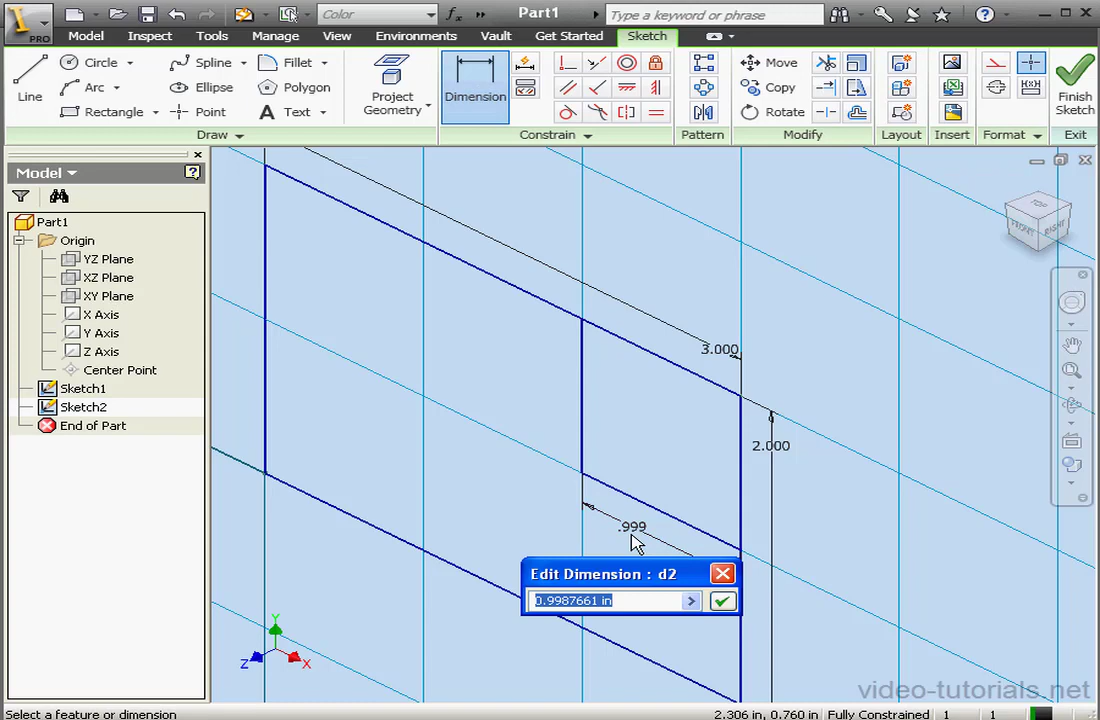 PRO
Color
Part1
Type a keyword or phrase
Model Inspect Tools Manage View Environments Vault Get Started Sketch
Line
Circle
Arc
Rectangle
Spline
Ellipse
Point
Fillet
Polygon
Text
Project
Geometry
Dimension
Move
Copy
Rotate
Finish
Sketch
Draw Constrain Pattern Modify Layout Insert Format Exit
Model
Part1
Origin
YZ Plane
XZ Plane
XY Plane
X Axis
Y Axis
Z Axis
Center Point
Sketch1
Sketch2
End of Part
TOP
FRONT
RIGHT
3.000
2.000
.999
Edit Dimension : d2
0.9987661 in
Y
Z
X
video-tutorials.net
Select a feature or dimension
2.306 in, 0.760 in Fully Constrained 1 1